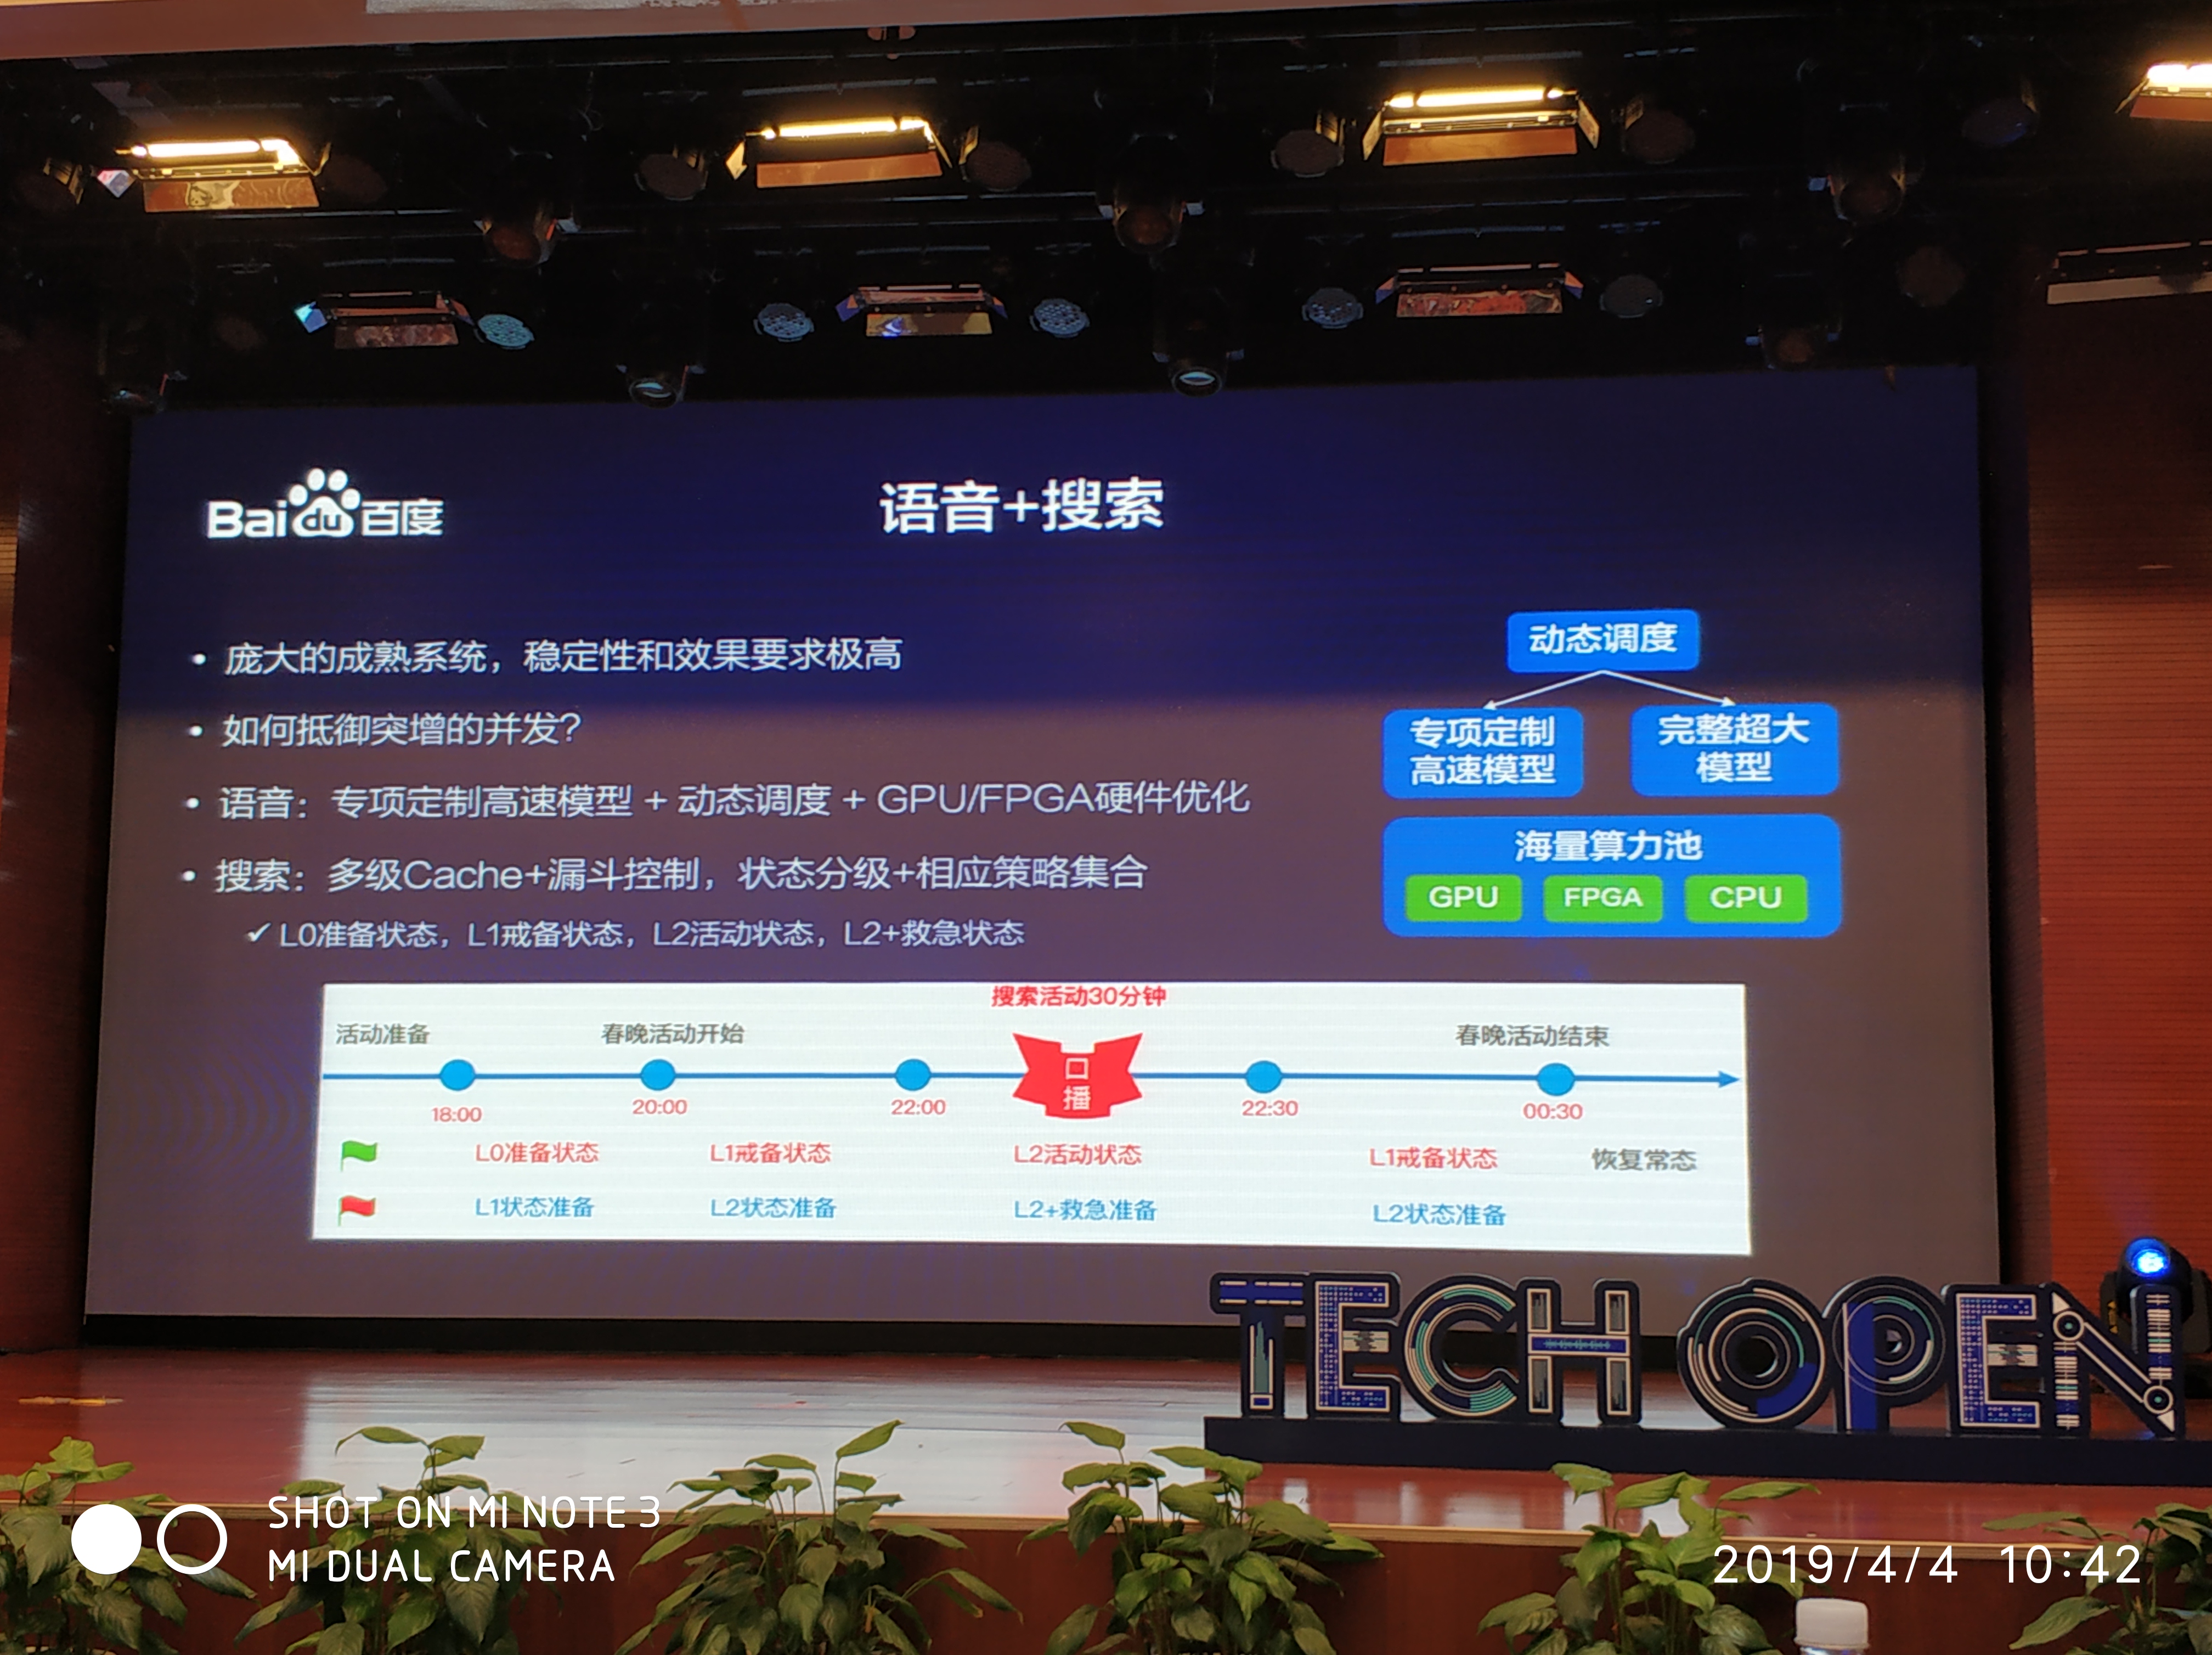 Bai du 百度
语音+搜索
• 庞大的成熟系统，稳定性和效果要求极高
• 如何抵御突增的并发?
• 语音：专项定制高速模型 + 动态调度 + GPU/FPGA硬件优化
• 搜索：多级Cache+漏斗控制，状态分级+相应策略集合
✓ L0准备状态，L1戒备状态，L2活动状态，L2+救急状态
动态调度
专项定制
高速模型
完整超大
模型
海量算力池
GPU FPGA CPU
搜索活动30分钟
活动准备 春晚活动开始 春晚活动结束
口
播
18:00 20:00 22:00 22:30 00:30
L0准备状态 L1戒备状态 L2活动状态 L1戒备状态 恢复常态
L1状态准备 L2状态准备 L2+救急准备 L2状态准备
TECH OPEN
SHOT ON MI NOTE 3
MI DUAL CAMERA
2019/4/4 10:42